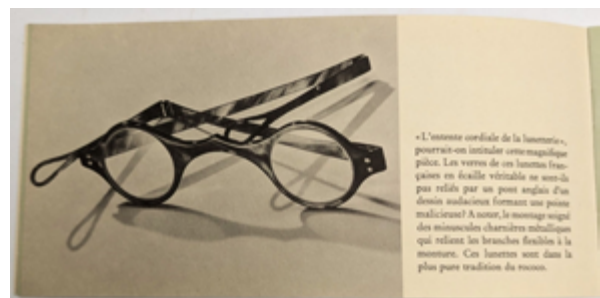 «L'entente cordiale de la lunetterie»,
pourrait-on intituler cette magnifique
pièce. Les verres de ces lunettes fran-
çaises en écaille véritable ne sont-ils
pas reliés par un pont anglais d'un
dessin audacieux formant une pointe
malicieuse? A noter, le montage soigné
des minuscules charnières métalliques
qui relient les branches flexibles à la
monture. Ces lunettes sont dans la
plus pure tradition du rococo.